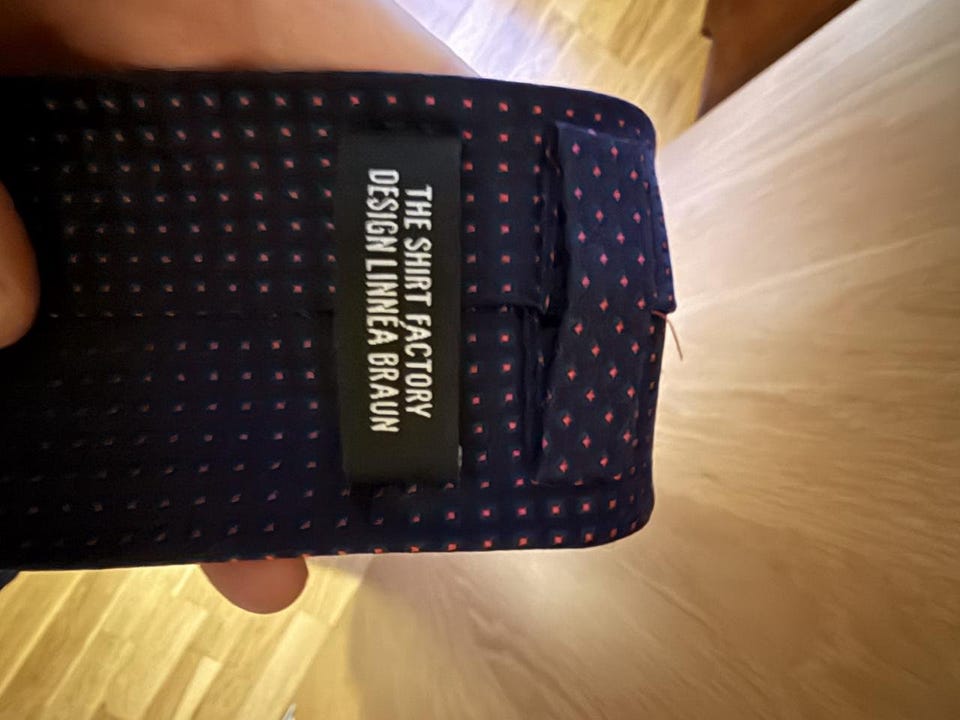 THE SHIRT FACTORY
DESIGN LINNÉA BRAUN